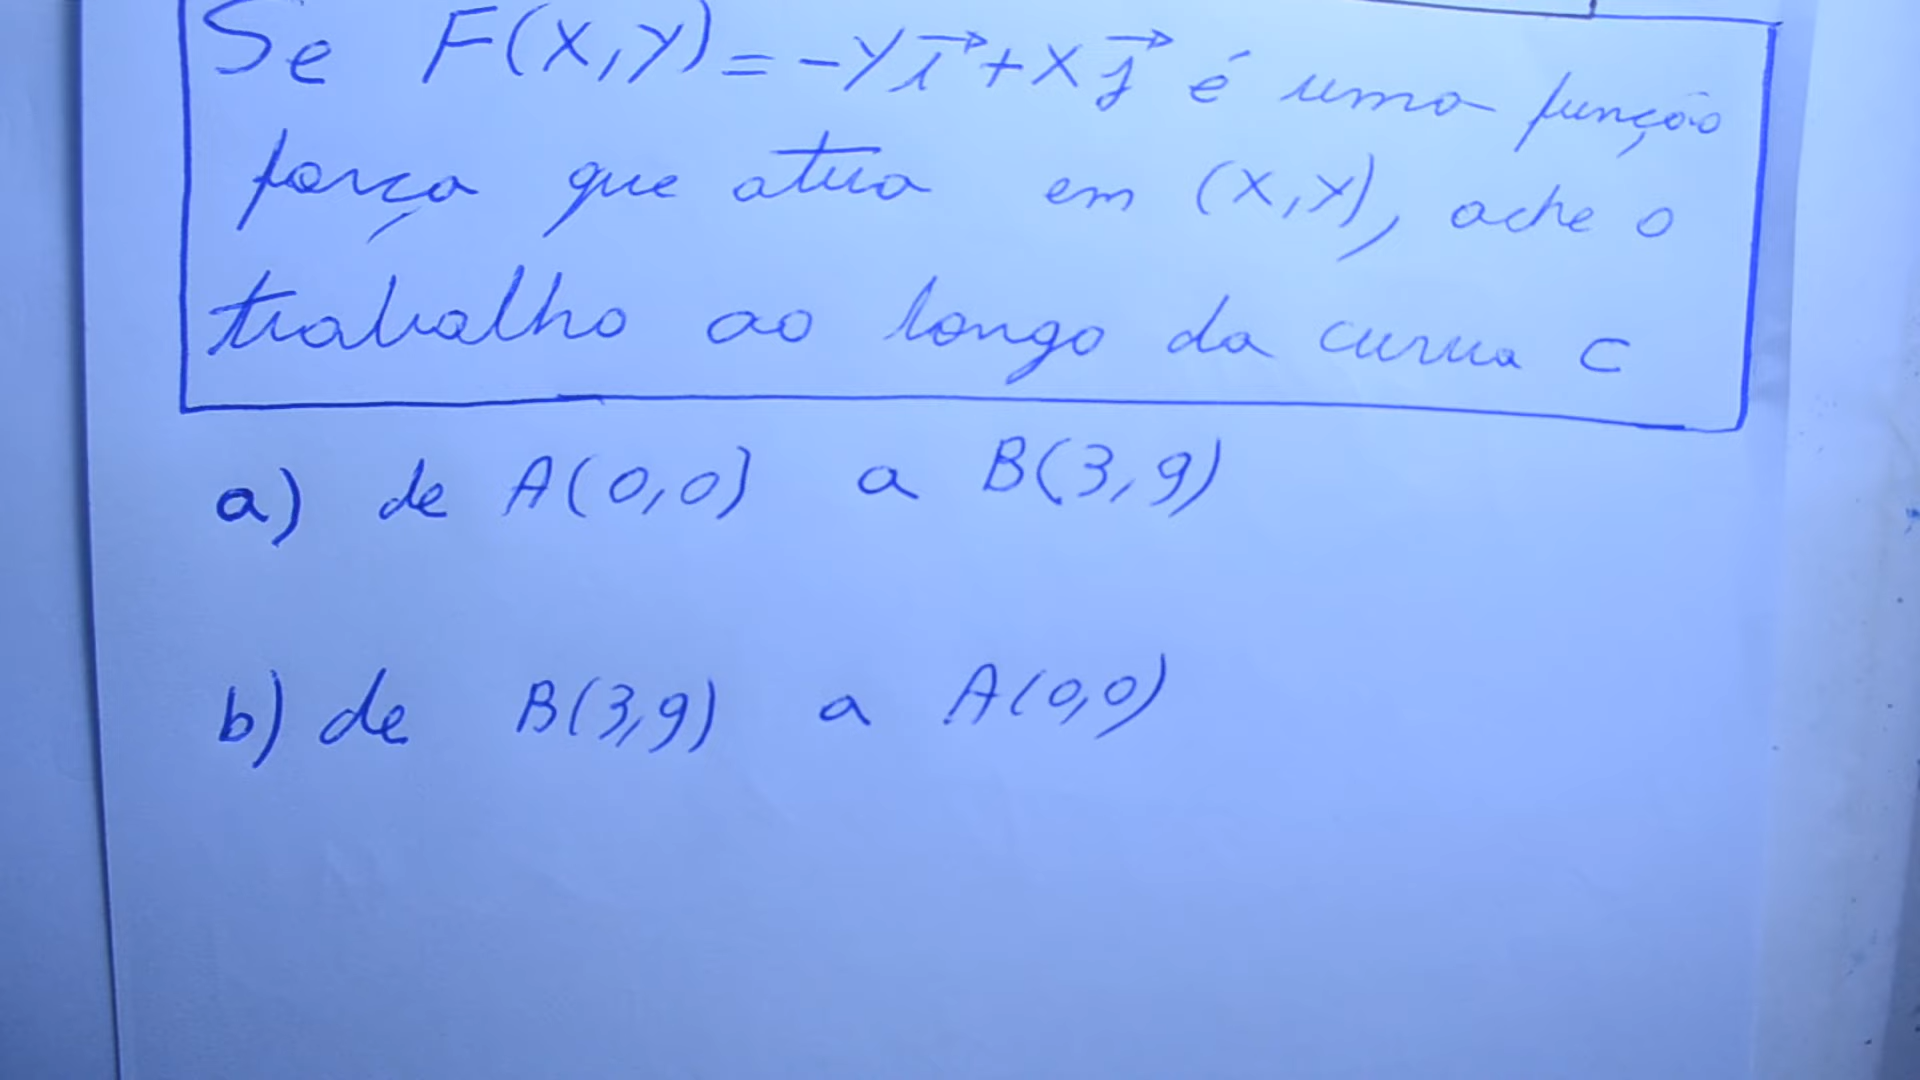 Se F(X,Y)=-Y i⃗+X j⃗ é uma função
força que atua em (X,Y), ache o
trabalho ao longo da curva C
a) de A(0,0) a B(3,9)
b) de B(3,9) a A(0,0)